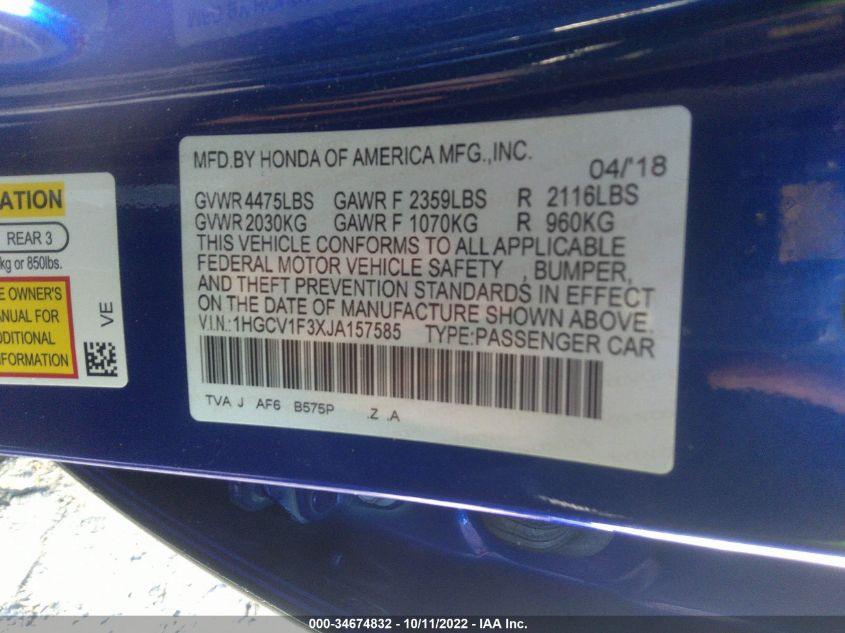 MFD.BY HONDA OF AMERICA MFG.,INC.
04/'18
GVWR 4475LBS GAWR F 2359LBS R 2116LBS
GVWR 2030KG GAWR F 1070KG R 960KG
THIS VEHICLE CONFORMS TO ALL APPLICABLE
FEDERAL MOTOR VEHICLE SAFETY , BUMPER,
AND THEFT PREVENTION STANDARDS IN EFFECT
ON THE DATE OF MANUFACTURE SHOWN ABOVE.
V.I.N.:1HGCV1F3XJA157585 TYPE:PASSENGER CAR
TVA J AF6 B575P .Z .A
ATION
REAR 3
kg or 850lbs.
E OWNER'S
ANUAL FOR
DDITIONAL
FORMATION
VE
000-34674832 - 10/11/2022 - IAA Inc.